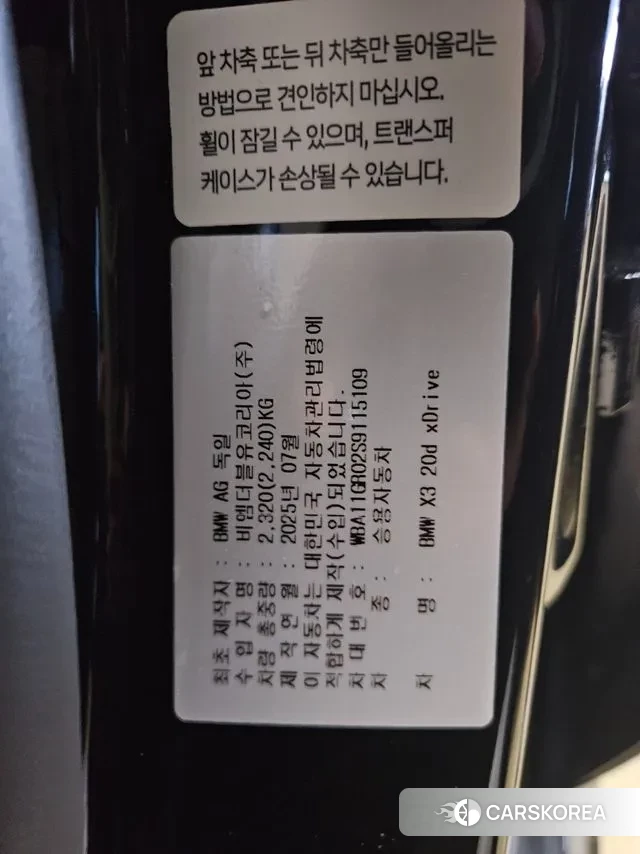 앞 차축 또는 뒤 차축만 들어올리는
방법으로 견인하지 마십시오.
휠이 잠길 수 있으며, 트랜스퍼
케이스가 손상될 수 있습니다.
최초 제작자 : BMW AG 독일
수 입 자 명 : 비엠더블유코리아(주)
차량 총중량 : 2,320(2,240)KG
제 작 연 월 : 2025년 07월
이 자동차는 대한민국 자동차관리법령에
적합하게 제작(수입)되었습니다.
차 대 번 호 : WBA11GR02S9115109
차 종 : 승용자동차
차 명 : BMW X3 20d xDrive
CARSKOREA